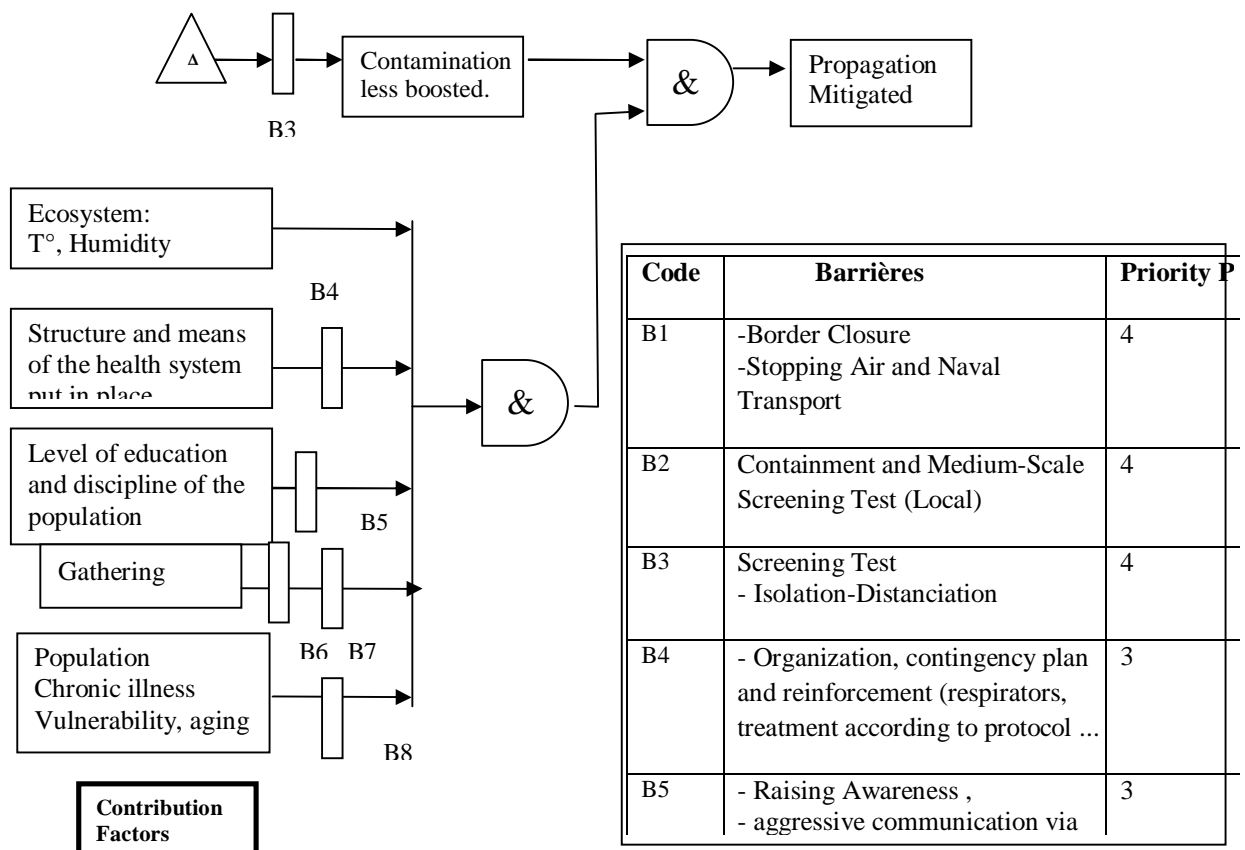 Δ
B3
Contamination
less boosted.
&
Propagation
Mitigated
Ecosystem:
T°, Humidity
B4
Structure and means
of the health system
put in place
&
Level of education
and discipline of the
population
B5
Gathering
B6 B7
Population
Chronic illness
Vulnerability, aging
B8
Contribution
Factors
Code Barrières Priority P
B1 -Border Closure 4
-Stopping Air and Naval
Transport
B2 Containment and Medium-Scale 4
Screening Test (Local)
B3 Screening Test 4
- Isolation-Distanciation
B4 - Organization, contingency plan 3
and reinforcement (respirators,
treatment according to protocol ...
B5 - Raising Awareness , 3
- aggressive communication via